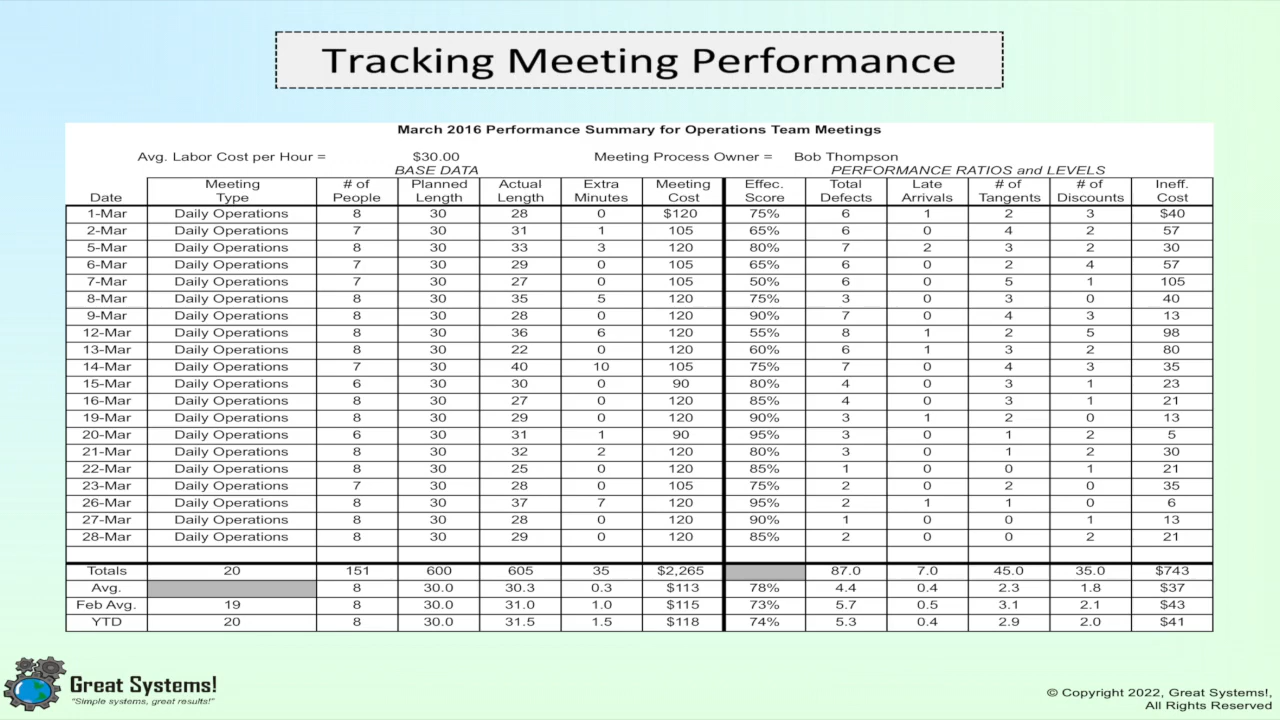 Tracking Meeting Performance
March 2016 Performance Summary for Operations Team Meetings
Avg. Labor Cost per Hour = $30.00 Meeting Process Owner = Bob Thompson
BASE DATA PERFORMANCE RATIOS and LEVELS
Meeting # of Planned Actual Extra Meeting Effec. Total Late # of # of Ineff.
Date Type People Length Length Minutes Cost Score Defects Arrivals Tangents Discounts Cost
1-Mar Daily Operations 8 30 28 0 $120 75% 6 1 2 3 $40
2-Mar Daily Operations 7 30 31 1 105 65% 6 0 4 2 57
5-Mar Daily Operations 8 30 33 3 120 80% 7 2 3 2 30
6-Mar Daily Operations 7 30 29 0 105 65% 6 0 2 4 57
7-Mar Daily Operations 7 30 27 0 105 50% 6 0 5 1 105
8-Mar Daily Operations 8 30 35 5 120 75% 3 0 3 0 40
9-Mar Daily Operations 8 30 28 0 120 90% 7 0 4 3 13
12-Mar Daily Operations 8 30 36 6 120 55% 8 1 2 5 98
13-Mar Daily Operations 8 30 22 0 120 60% 6 1 3 2 80
14-Mar Daily Operations 7 30 40 10 105 75% 7 0 4 3 35
15-Mar Daily Operations 6 30 30 0 90 80% 4 0 3 1 23
16-Mar Daily Operations 8 30 27 0 120 85% 4 0 3 1 21
19-Mar Daily Operations 8 30 29 0 120 90% 3 1 2 0 13
20-Mar Daily Operations 6 30 31 1 90 95% 3 0 1 2 5
21-Mar Daily Operations 8 30 32 2 120 80% 3 0 1 2 30
22-Mar Daily Operations 8 30 25 0 120 85% 1 0 0 1 21
23-Mar Daily Operations 7 30 28 0 105 75% 2 0 2 0 35
26-Mar Daily Operations 8 30 37 7 120 95% 2 1 1 0 6
27-Mar Daily Operations 8 30 28 0 120 90% 1 0 0 1 13
28-Mar Daily Operations 8 30 29 0 120 85% 2 0 0 2 21
Totals 20 151 600 605 35 $2,265 87.0 7.0 45.0 35.0 $743
Avg. 8 30.0 30.3 0.3 $113 78% 4.4 0.4 2.3 1.8 $37
Feb Avg. 19 8 30.0 31.0 1.0 $115 73% 5.7 0.5 3.1 2.1 $43
YTD 20 8 30.0 31.5 1.5 $118 74% 5.3 0.4 2.9 2.0 $41
Great Systems!
"Simple systems, great results!"
© Copyright 2022, Great Systems!,
All Rights Reserved